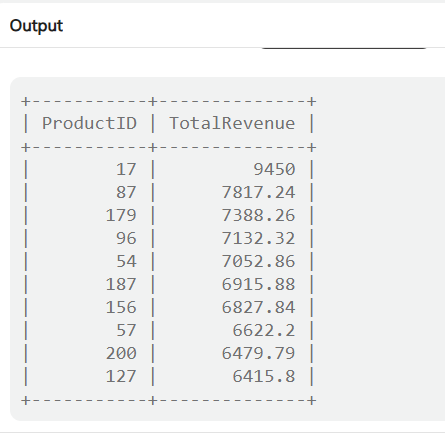 Output
+-----------+--------------+
| ProductID | TotalRevenue |
+-----------+--------------+
|        17 |         9450 |
|        87 |      7817.24 |
|       179 |      7388.26 |
|        96 |      7132.32 |
|        54 |      7052.86 |
|       187 |      6915.88 |
|       156 |      6827.84 |
|        57 |       6622.2 |
|       200 |      6479.79 |
|       127 |       6415.8 |
+-----------+--------------+